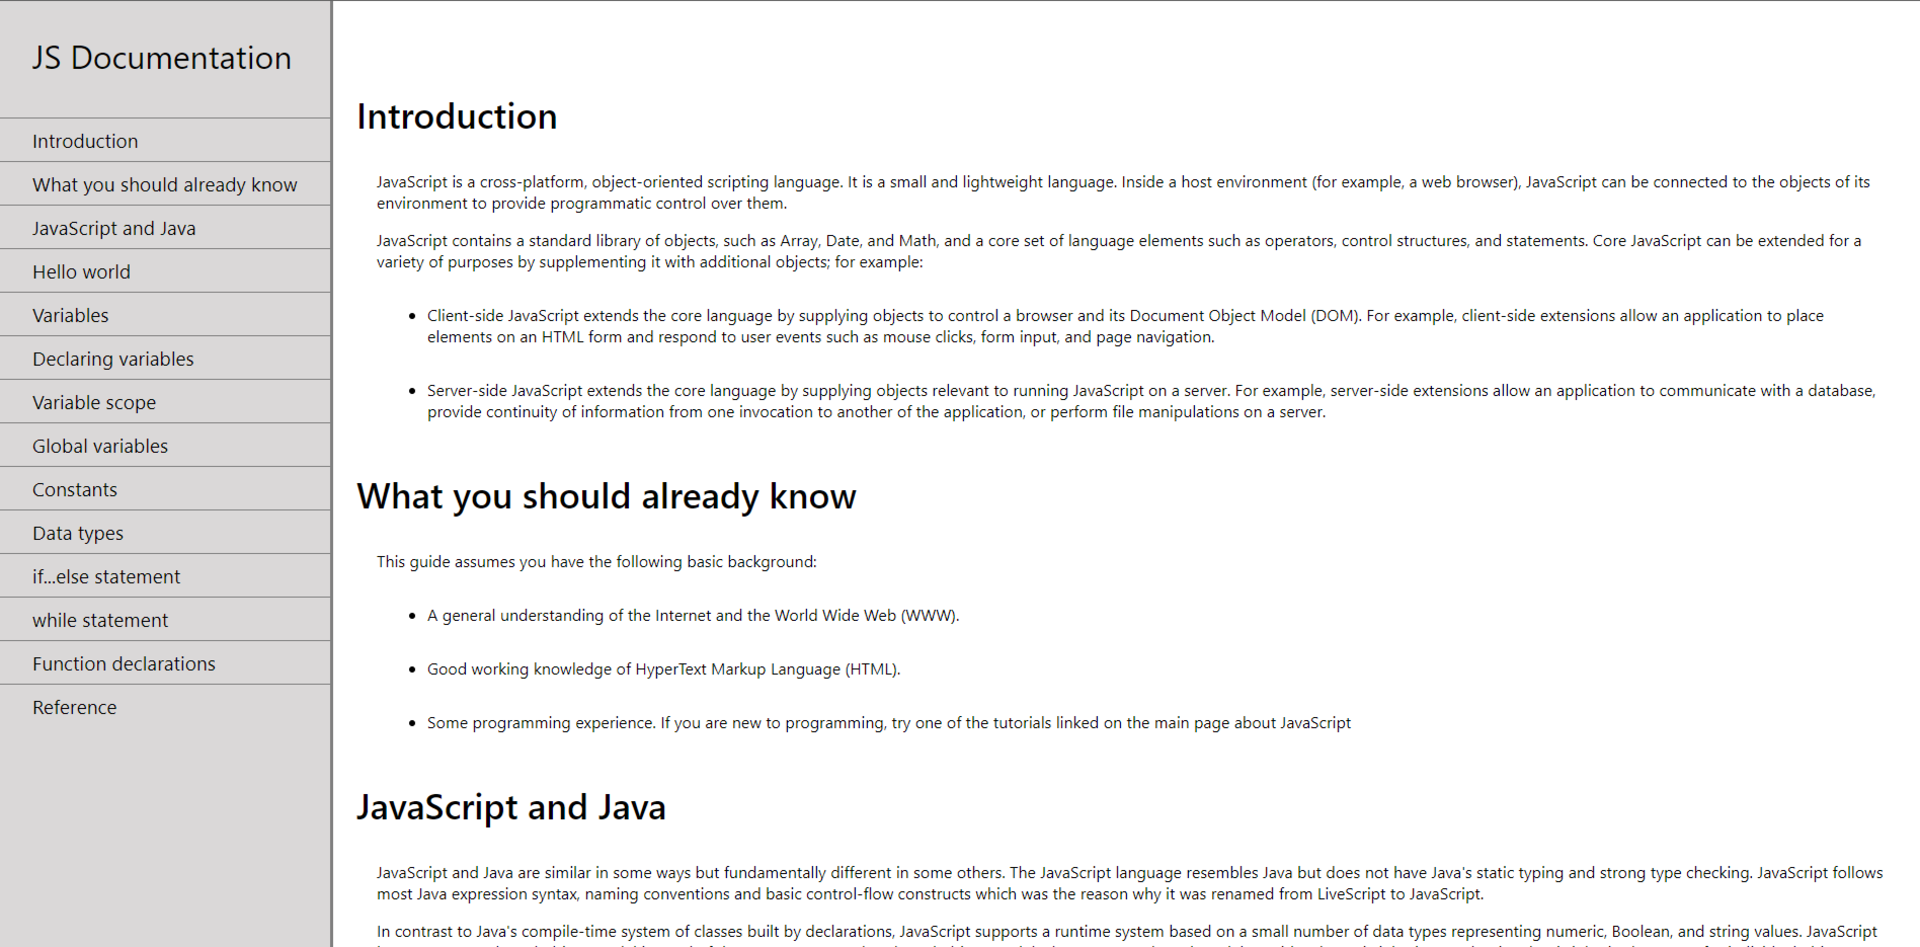 JS Documentation
Introduction
What you should already know
JavaScript and Java
Hello world
Variables
Declaring variables
Variable scope
Global variables
Constants
Data types
if...else statement
while statement
Function declarations
Reference
Introduction
JavaScript is a cross-platform, object-oriented scripting language. It is a small and lightweight language. Inside a host environment (for example, a web browser), JavaScript can be connected to the objects of its
environment to provide programmatic control over them.
JavaScript contains a standard library of objects, such as Array, Date, and Math, and a core set of language elements such as operators, control structures, and statements. Core JavaScript can be extended for a
variety of purposes by supplementing it with additional objects; for example:
• Client-side JavaScript extends the core language by supplying objects to control a browser and its Document Object Model (DOM). For example, client-side extensions allow an application to place
elements on an HTML form and respond to user events such as mouse clicks, form input, and page navigation.
• Server-side JavaScript extends the core language by supplying objects relevant to running JavaScript on a server. For example, server-side extensions allow an application to communicate with a database,
provide continuity of information from one invocation to another of the application, or perform file manipulations on a server.
What you should already know
This guide assumes you have the following basic background:
• A general understanding of the Internet and the World Wide Web (WWW).
• Good working knowledge of HyperText Markup Language (HTML).
• Some programming experience. If you are new to programming, try one of the tutorials linked on the main page about JavaScript
JavaScript and Java
JavaScript and Java are similar in some ways but fundamentally different in some others. The JavaScript language resembles Java but does not have Java's static typing and strong type checking. JavaScript follows
most Java expression syntax, naming conventions and basic control-flow constructs which was the reason why it was renamed from LiveScript to JavaScript.
In contrast to Java's compile-time system of classes built by declarations, JavaScript supports a runtime system based on a small number of data types representing numeric, Boolean, and string values. JavaScript